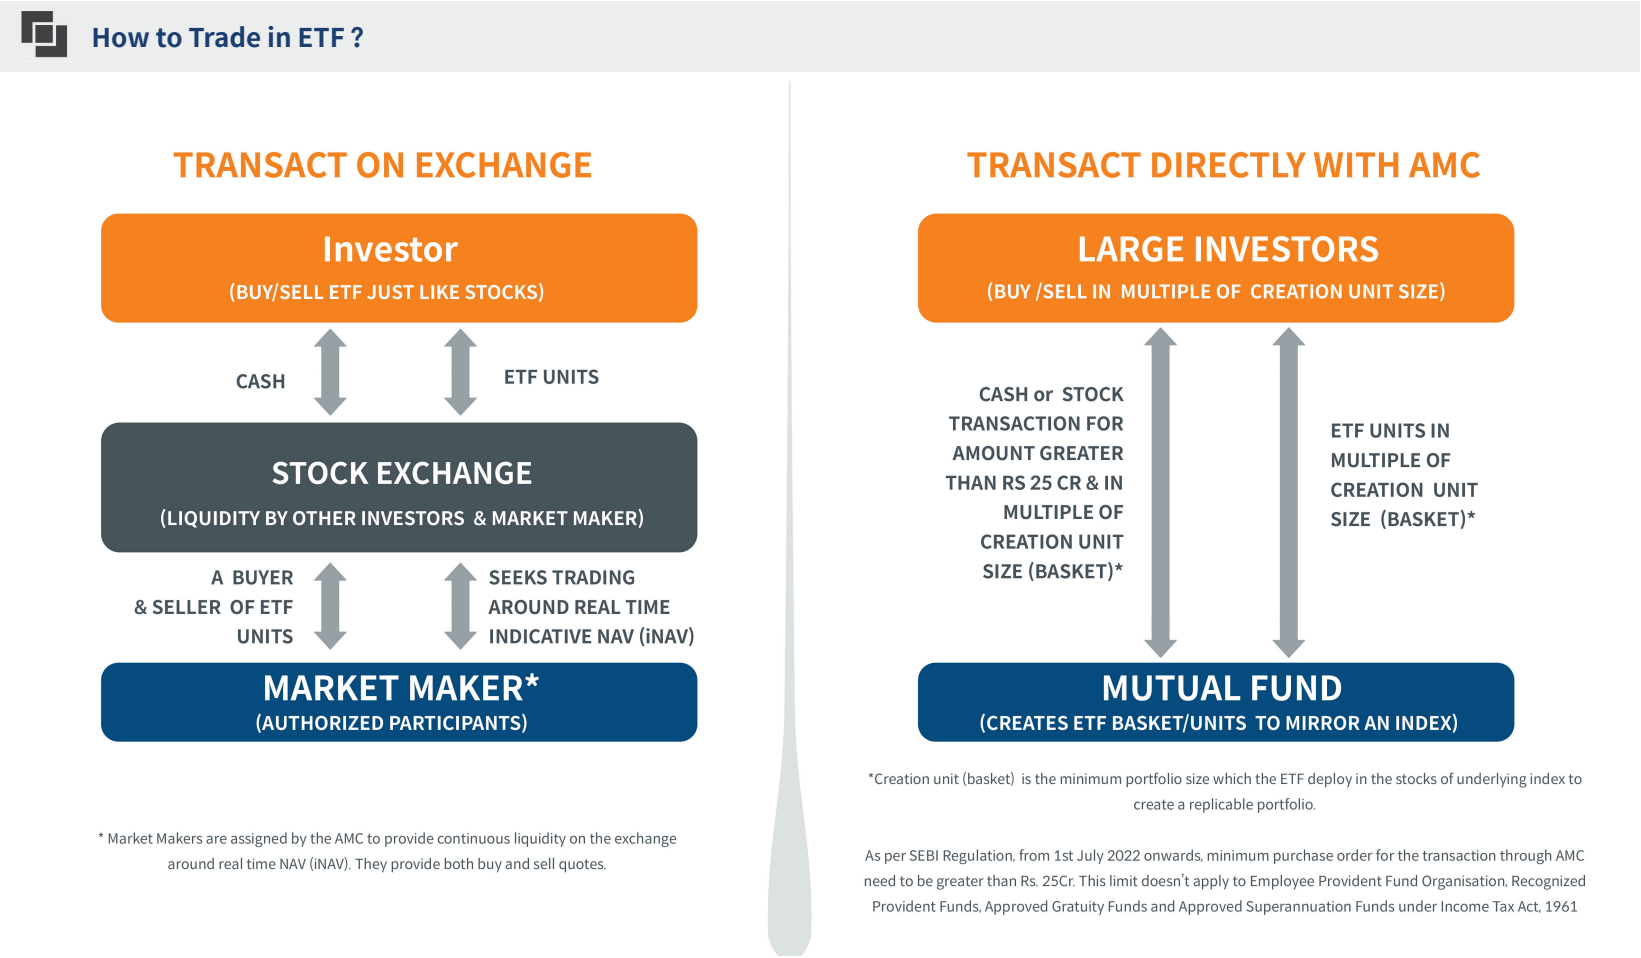 How to Trade in ETF ?
TRANSACT ON EXCHANGE
Investor
(BUY/SELL ETF JUST LIKE STOCKS)
CASH
ETF UNITS
STOCK EXCHANGE
(LIQUIDITY BY OTHER INVESTORS & MARKET MAKER)
A BUYER
& SELLER OF ETF
UNITS
SEEKS TRADING
AROUND REAL TIME
INDICATIVE NAV (iNAV)
MARKET MAKER*
(AUTHORIZED PARTICIPANTS)
* Market Makers are assigned by the AMC to provide continuous liquidity on the exchange
around real time NAV (iNAV). They provide both buy and sell quotes.
TRANSACT DIRECTLY WITH AMC
LARGE INVESTORS
(BUY /SELL IN MULTIPLE OF CREATION UNIT SIZE)
CASH or STOCK
TRANSACTION FOR
AMOUNT GREATER
THAN RS 25 CR & IN
MULTIPLE OF
CREATION UNIT
SIZE (BASKET)*
ETF UNITS IN
MULTIPLE OF
CREATION UNIT
SIZE (BASKET)*
MUTUAL FUND
(CREATES ETF BASKET/UNITS TO MIRROR AN INDEX)
*Creation unit (basket) is the minimum portfolio size which the ETF deploy in the stocks of underlying index to
create a replicable portfolio.
As per SEBI Regulation, from 1st July 2022 onwards, minimum purchase order for the transaction through AMC
need to be greater than Rs. 25Cr. This limit doesn't apply to Employee Provident Fund Organisation, Recognized
Provident Funds, Approved Gratuity Funds and Approved Superannuation Funds under Income Tax Act, 1961